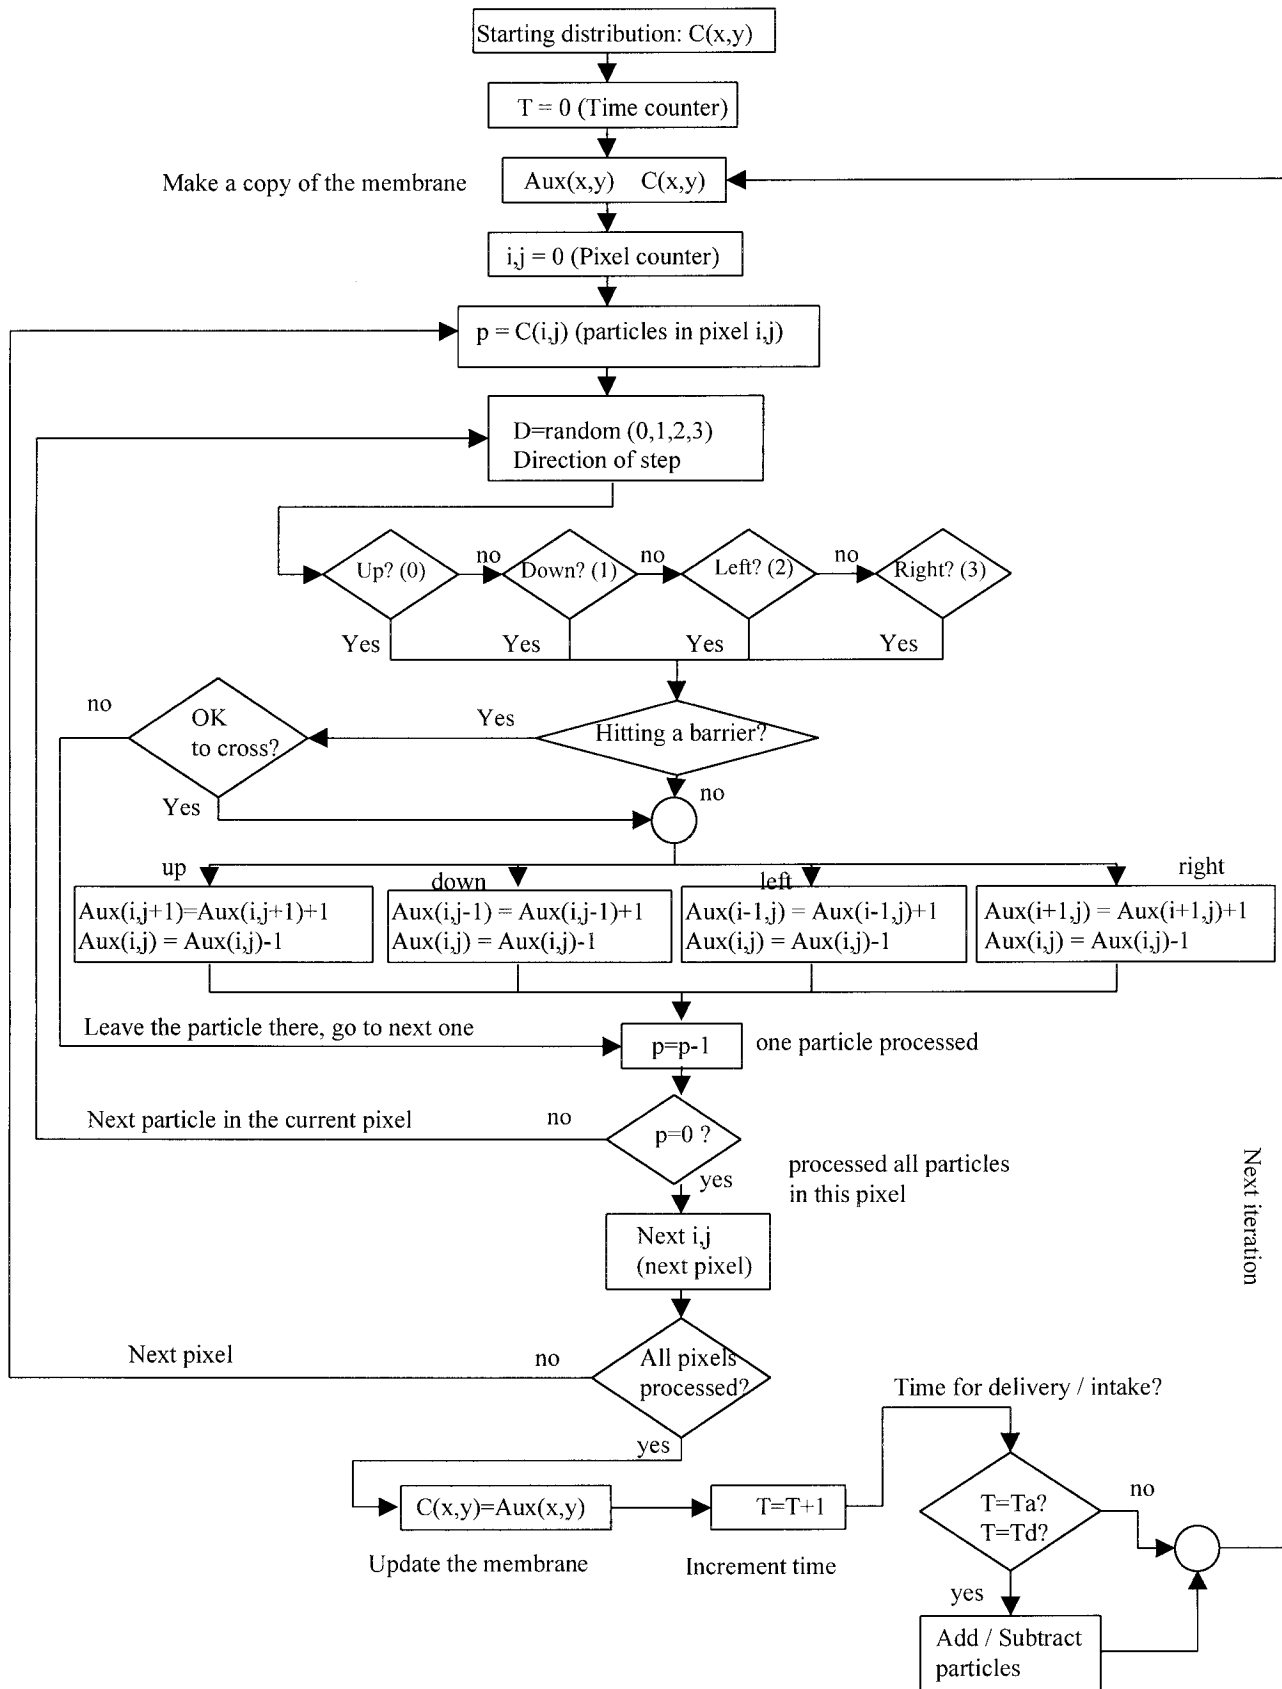 Starting distribution: C(x,y)
T = 0 (Time counter)
Make a copy of the membrane
Aux(x,y) C(x,y)
i,j = 0 (Pixel counter)
p = C(i,j) (particles in pixel i,j)
D=random (0,1,2,3)
Direction of step
Up? (0)
no
Down? (1)
no
Left? (2)
no
Right? (3)
Yes
Yes
Yes
Yes
no
OK
to cross?
Yes
Hitting a barrier?
Yes
no
up
down
left
right
Aux(i,j+1)=Aux(i,j+1)+1
Aux(i,j) = Aux(i,j)-1
Aux(i,j-1) = Aux(i,j-1)+1
Aux(i,j) = Aux(i,j)-1
Aux(i-1,j) = Aux(i-1,j)+1
Aux(i,j) = Aux(i,j)-1
Aux(i+1,j) = Aux(i+1,j)+1
Aux(i,j) = Aux(i,j)-1
Leave the particle there, go to next one
p=p-1
one particle processed
Next particle in the current pixel
no
p=0 ?
yes
processed all particles
in this pixel
Next i,j
(next pixel)
Next iteration
Next pixel
no
All pixels
processed?
yes
Time for delivery / intake?
C(x,y)=Aux(x,y)
T=T+1
T=Ta?
T=Td?
no
Update the membrane
Increment time
yes
Add / Subtract
particles